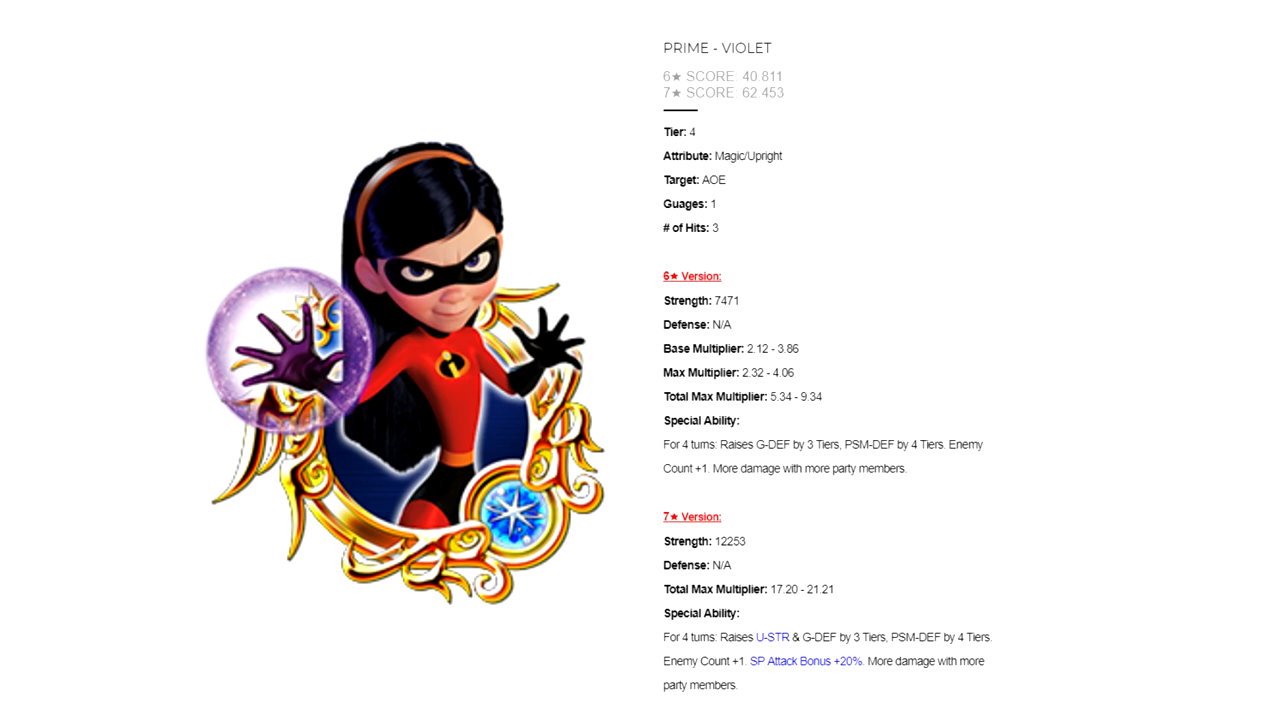 PRIME - VIOLET
6★ SCORE: 40.811
7★ SCORE: 62.453
Tier: 4
Attribute: Magic/Upright
Target: AOE
Guages: 1
# of Hits: 3
6★ Version:
Strength: 7471
Defense: N/A
Base Multiplier: 2.12 - 3.86
Max Multiplier: 2.32 - 4.06
Total Max Multiplier: 5.34 - 9.34
Special Ability:
For 4 turns: Raises G-DEF by 3 Tiers, PSM-DEF by 4 Tiers. Enemy
Count +1. More damage with more party members.
7★ Version:
Strength: 12253
Defense: N/A
Total Max Multiplier: 17.20 - 21.21
Special Ability:
For 4 turns: Raises U-STR & G-DEF by 3 Tiers, PSM-DEF by 4 Tiers.
Enemy Count +1. SP Attack Bonus +20%. More damage with more
party members.